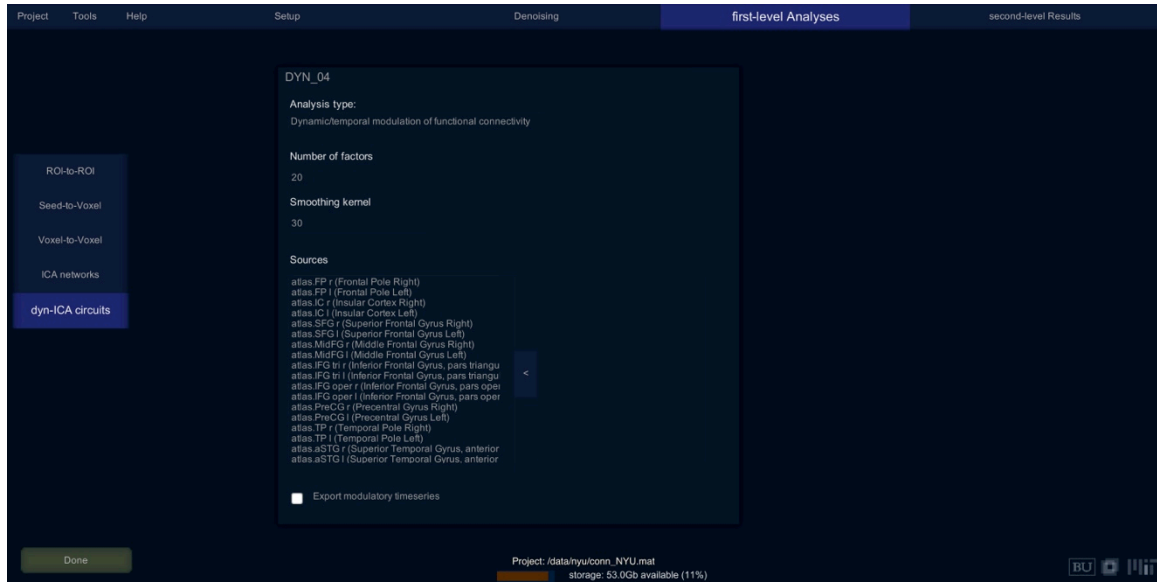 Project Tools Help Setup Denoising first-level Analyses second-level Results
DYN_04
Analysis type:
Dynamic/temporal modulation of functional connectivity
Number of factors
20
Smoothing kernel
30
Sources
atlas.FP r (Frontal Pole Right)
atlas.FP l (Frontal Pole Left)
atlas.IC r (Insular Cortex Right)
atlas.IC l (Insular Cortex Left)
atlas.SFG r (Superior Frontal Gyrus Right)
atlas.SFG l (Superior Frontal Gyrus Left)
atlas.MidFG r (Middle Frontal Gyrus Right)
atlas.MidFG l (Middle Frontal Gyrus Left)
atlas.IFG tri r (Inferior Frontal Gyrus, pars triangu
atlas.IFG tri l (Inferior Frontal Gyrus, pars triangu
atlas.IFG oper r (Inferior Frontal Gyrus, pars oper
atlas.IFG oper l (Inferior Frontal Gyrus, pars oper
atlas.PreCG r (Precentral Gyrus Right)
atlas.PreCG l (Precentral Gyrus Left)
atlas.TP r (Temporal Pole Right)
atlas.TP l (Temporal Pole Left)
atlas.aSTG r (Superior Temporal Gyrus, anterior
atlas.aSTG l (Superior Temporal Gyrus, anterior
<
Export modulatory timeseries
ROI-to-ROI
Seed-to-Voxel
Voxel-to-Voxel
ICA networks
dyn-ICA circuits
Done
Project: /data/nyu/conn_NYU.mat
storage: 53.0Gb available (11%)
BU